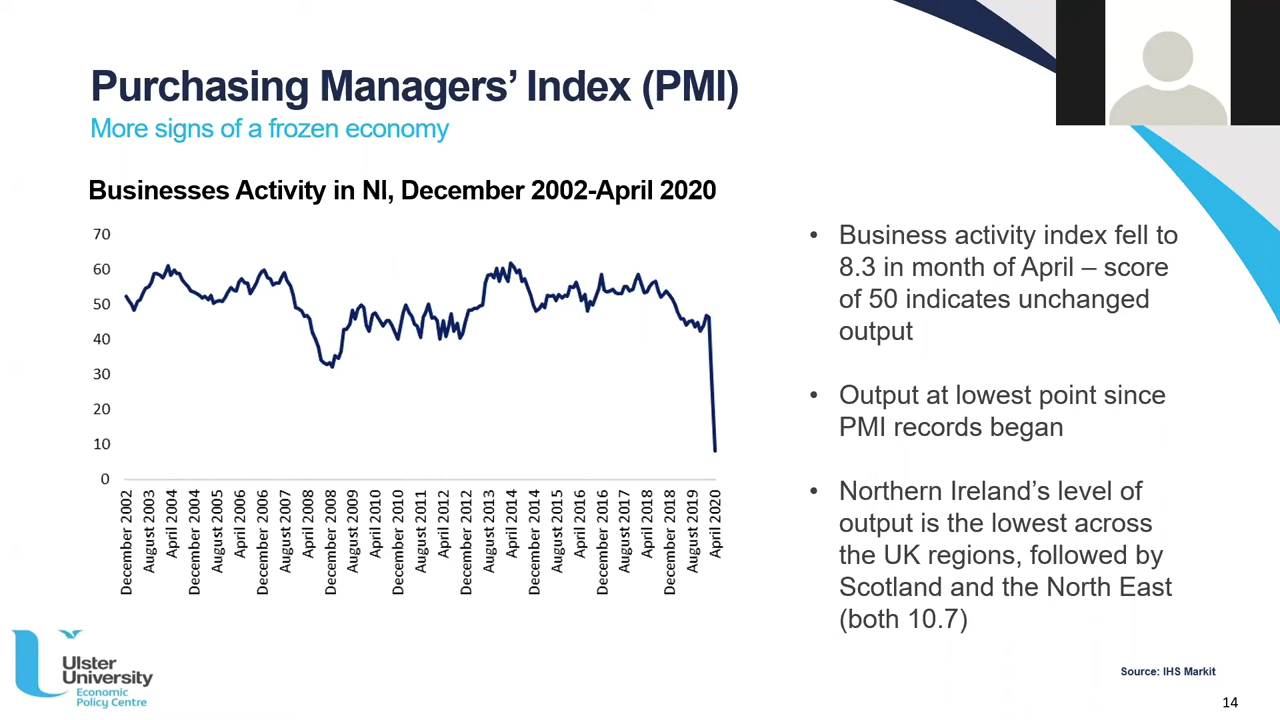 Purchasing Managers’ Index (PMI)
More signs of a frozen economy
Businesses Activity in NI, December 2002-April 2020
70
60
50
40
30
20
10
0
December 2002
August 2003
April 2004
December 2004
August 2005
April 2006
December 2006
August 2007
April 2008
December 2008
August 2009
April 2010
December 2010
August 2011
April 2012
December 2012
August 2013
April 2014
December 2014
August 2015
April 2016
December 2016
August 2017
April 2018
December 2018
August 2019
April 2020
• Business activity index fell to
8.3 in month of April – score
of 50 indicates unchanged
output
• Output at lowest point since
PMI records began
• Northern Ireland’s level of
output is the lowest across
the UK regions, followed by
Scotland and the North East
(both 10.7)
Ulster
University
Economic
Policy Centre
Source: IHS Markit
14